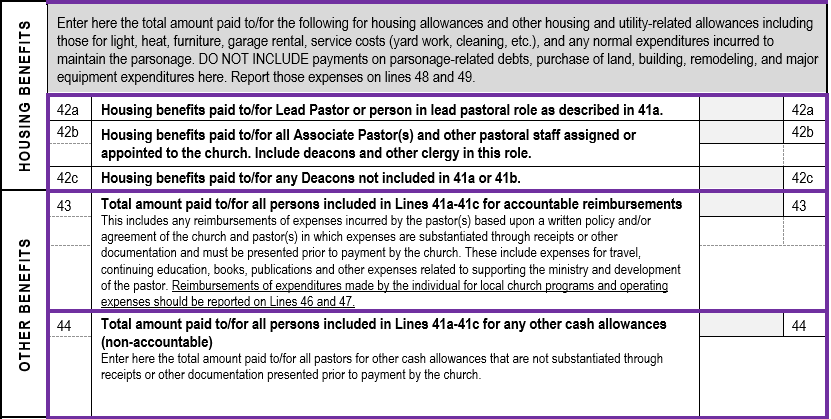 HOUSING BENEFITS
Enter here the total amount paid to/for the following for housing allowances and other housing and utility-related allowances including
those for light, heat, furniture, garage rental, service costs (yard work, cleaning, etc.), and any normal expenditures incurred to
maintain the parsonage. DO NOT INCLUDE payments on parsonage-related debts, purchase of land, building, remodeling, and major
equipment expenditures here. Report those expenses on lines 48 and 49.
42a Housing benefits paid to/for Lead Pastor or person in lead pastoral role as described in 41a. 42a
42b Housing benefits paid to/for all Associate Pastor(s) and other pastoral staff assigned or 42b
appointed to the church. Include deacons and other clergy in this role.
42c Housing benefits paid to/for any Deacons not included in 41a or 41b. 42c
OTHER BENEFITS
43 Total amount paid to/for all persons included in Lines 41a-41c for accountable reimbursements 43
This includes any reimbursements of expenses incurred by the pastor(s) based upon a written policy and/or
agreement of the church and pastor(s) in which expenses are substantiated through receipts or other
documentation and must be presented prior to payment by the church. These include expenses for travel,
continuing education, books, publications and other expenses related to supporting the ministry and development
of the pastor. Reimbursements of expenditures made by the individual for local church programs and operating
expenses should be reported on Lines 46 and 47.
44 Total amount paid to/for all persons included in Lines 41a-41c for any other cash allowances 44
(non-accountable)
Enter here the total amount paid to/for all pastors for other cash allowances that are not substantiated through
receipts or other documentation presented prior to payment by the church.